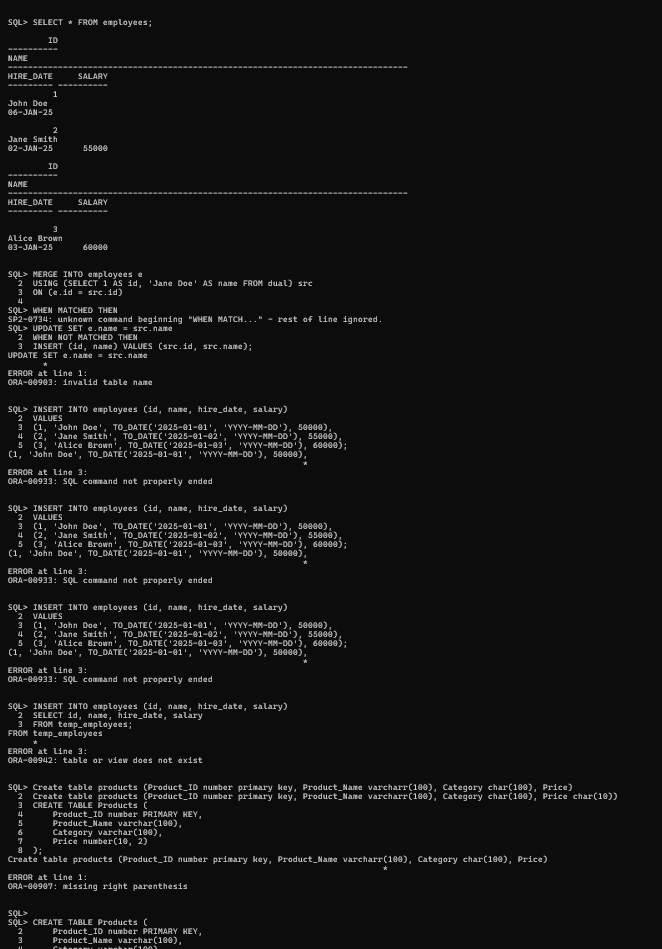 SQL> SELECT * FROM employees;
        ID
----------
NAME
--------------------------------------------------------------------------------
HIRE_DATE     SALARY
--------- ----------
         1
John Doe
06-JAN-25
         2
Jane Smith
02-JAN-25      55000
        ID
----------
NAME
--------------------------------------------------------------------------------
HIRE_DATE     SALARY
--------- ----------
         3
Alice Brown
03-JAN-25      60000
SQL> MERGE INTO employees e
  2  USING (SELECT 1 AS id, 'Jane Doe' AS name FROM dual) src
  3  ON (e.id = src.id)
  4
SQL> WHEN MATCHED THEN
SP2-0734: unknown command beginning "WHEN MATCH..." - rest of line ignored.
SQL> UPDATE SET e.name = src.name
  2  WHEN NOT MATCHED THEN
  3  INSERT (id, name) VALUES (src.id, src.name);
UPDATE SET e.name = src.name
       *
ERROR at line 1:
ORA-00903: invalid table name
SQL> INSERT INTO employees (id, name, hire_date, salary)
  2  VALUES
  3  (1, 'John Doe', TO_DATE('2025-01-01', 'YYYY-MM-DD'), 50000),
  4  (2, 'Jane Smith', TO_DATE('2025-01-02', 'YYYY-MM-DD'), 55000),
  5  (3, 'Alice Brown', TO_DATE('2025-01-03', 'YYYY-MM-DD'), 60000);
(1, 'John Doe', TO_DATE('2025-01-01', 'YYYY-MM-DD'), 50000),
                                                           *
ERROR at line 3:
ORA-00933: SQL command not properly ended
SQL> INSERT INTO employees (id, name, hire_date, salary)
  2  VALUES
  3  (1, 'John Doe', TO_DATE('2025-01-01', 'YYYY-MM-DD'), 50000),
  4  (2, 'Jane Smith', TO_DATE('2025-01-02', 'YYYY-MM-DD'), 55000),
  5  (3, 'Alice Brown', TO_DATE('2025-01-03', 'YYYY-MM-DD'), 60000);
(1, 'John Doe', TO_DATE('2025-01-01', 'YYYY-MM-DD'), 50000),
                                                           *
ERROR at line 3:
ORA-00933: SQL command not properly ended
SQL> INSERT INTO employees (id, name, hire_date, salary)
  2  VALUES
  3  (1, 'John Doe', TO_DATE('2025-01-01', 'YYYY-MM-DD'), 50000),
  4  (2, 'Jane Smith', TO_DATE('2025-01-02', 'YYYY-MM-DD'), 55000),
  5  (3, 'Alice Brown', TO_DATE('2025-01-03', 'YYYY-MM-DD'), 60000);
(1, 'John Doe', TO_DATE('2025-01-01', 'YYYY-MM-DD'), 50000),
                                                           *
ERROR at line 3:
ORA-00933: SQL command not properly ended
SQL> INSERT INTO employees (id, name, hire_date, salary)
  2  SELECT id, name, hire_date, salary
  3  FROM temp_employees;
FROM temp_employees
     *
ERROR at line 3:
ORA-00942: table or view does not exist
SQL> Create table products (Product_ID number primary key, Product_Name varcharr(100), Category char(100), Price)
  2  Create table products (Product_ID number primary key, Product_Name varcharr(100), Category char(100), Price char(10))
  3  CREATE TABLE Products (
  4      Product_ID number PRIMARY KEY,
  5      Product_Name varchar(100),
  6      Category varchar(100),
  7      Price number(10, 2)
  8  );
Create table products (Product_ID number primary key, Product_Name varcharr(100), Category char(100), Price)
                                                                           *
ERROR at line 1:
ORA-00907: missing right parenthesis
SQL>
SQL> CREATE TABLE Products (
  2      Product_ID number PRIMARY KEY,
  3      Product_Name varchar(100),
  4      Category varchar(100),